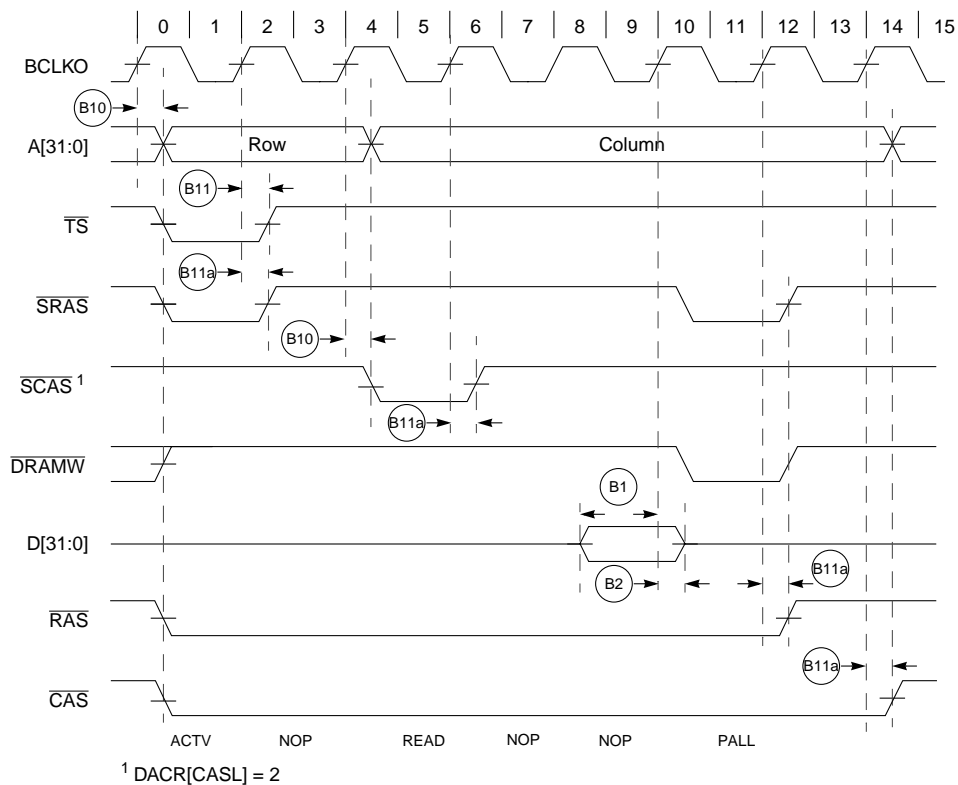 0 1 2 3 4 5 6 7 8 9 10 11 12 13 14 15
BCLKO
B10
A[31:0] Row Column
B11
TS
B11a
SRAS
B10
SCAS 1
B11a
DRAMW
B1
D[31:0]
B2 B11a
RAS
B11a
CAS
ACTV NOP READ NOP NOP PALL
1 DACR[CASL] = 2